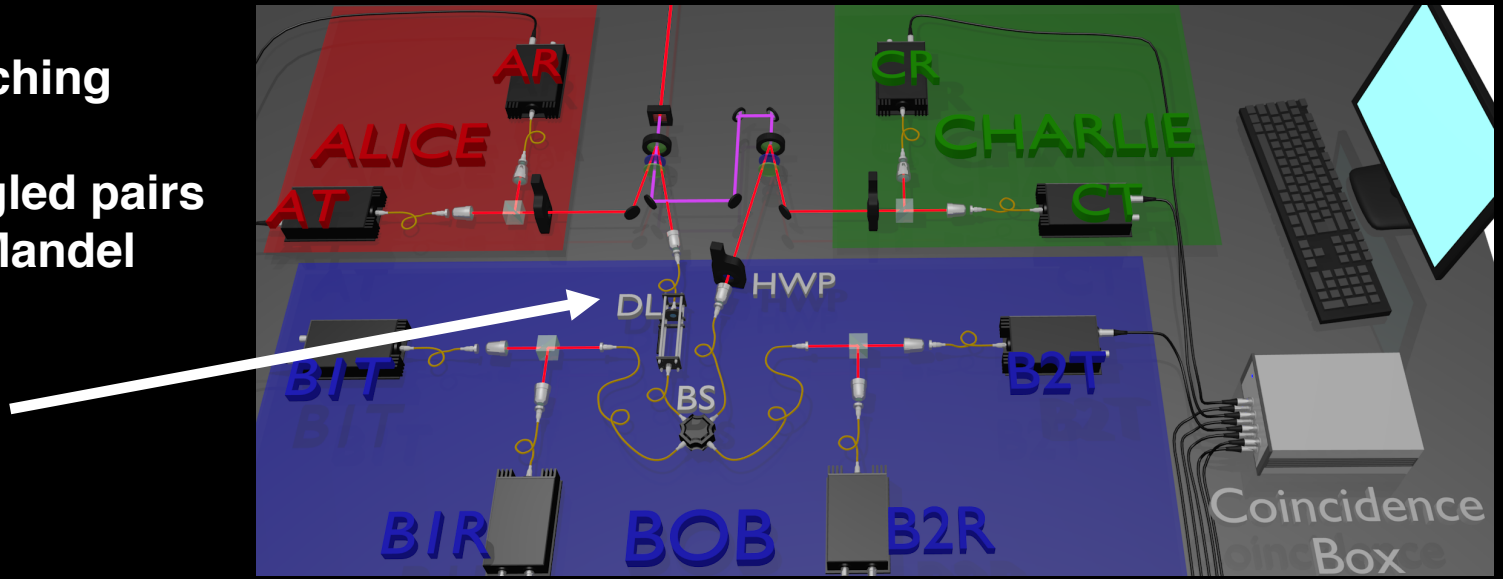 ching
gled pairs
Mandel
AR
ALICE
AT
CR
CHARLIE
CT
HWP
DL
B1T
BS
B2T
B1R
BOB
B2R
Coincidence
Box